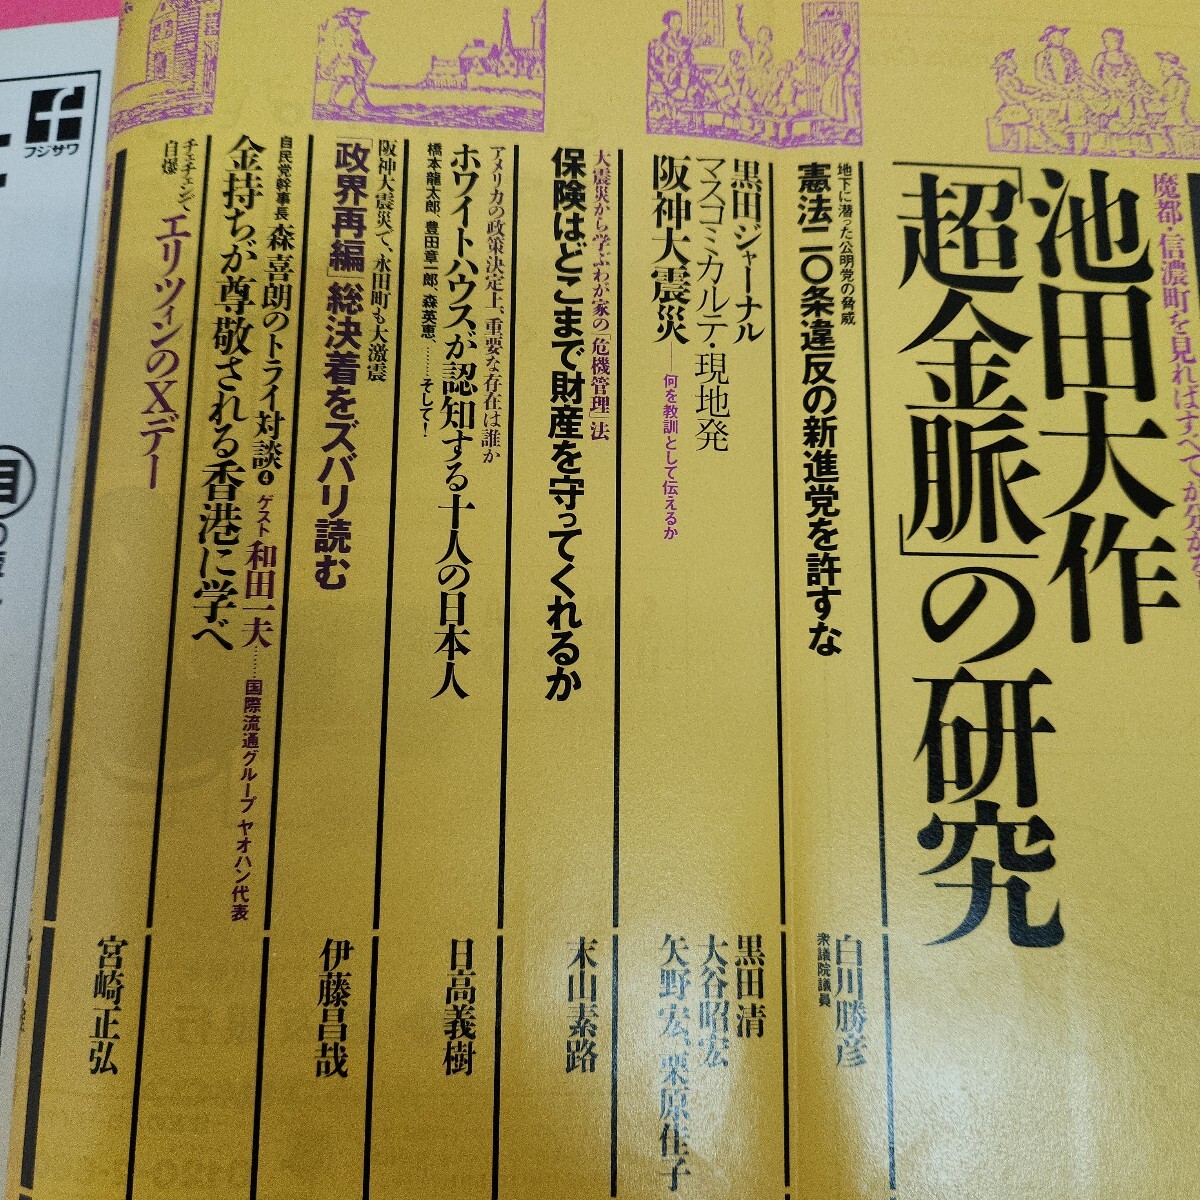 魔都・信濃町を見ればすべてが分かる
池田大作
「超金脈」の研究
地下に潜った公明党の脅威
憲法二〇条違反の新進党を許すな
白川勝彦
衆議院議員
黒田ジャーナル
マスコミカルテ・現地発
阪神大震災──何を教訓として伝えるか
黒田清
大谷昭宏
矢野宏、栗原佳子
大震災から学ぶわが家の「危機管理」法
保険はどこまで財産を守ってくれるか
末山素路
アメリカの政策決定上、重要な存在は誰か
ホワイトハウスが認知する十人の日本人
橋本龍太郎、豊田章一郎、森英恵、……そして！
日高義樹
阪神大震災で、永田町も大激震
「政界再編」総決着をズバリ読む
伊藤昌哉
自民党幹事長 森喜朗のトライ対談❹ ゲスト 和田一夫……国際流通グループ ヤオハン代表
金持ちが尊敬される香港に学べ
チェチェンで自爆 エリツィンのXデー
宮崎正弘
フジサワ